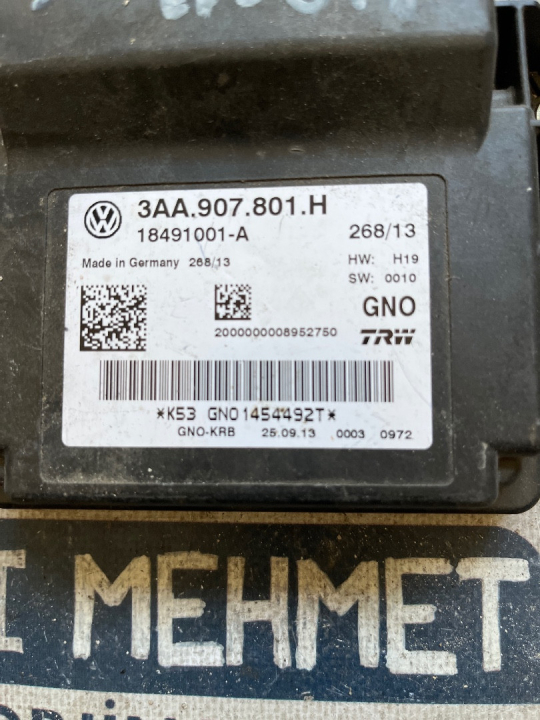 3AA.907.801.H
18491001-A 268/13
Made in Germany 268/13 HW: H19
SW: 0010
GNO
2000000008952750 TRW
*K53 GN01454492T*
GNO-KRB 25.09.13 0003 0972
MEHMET